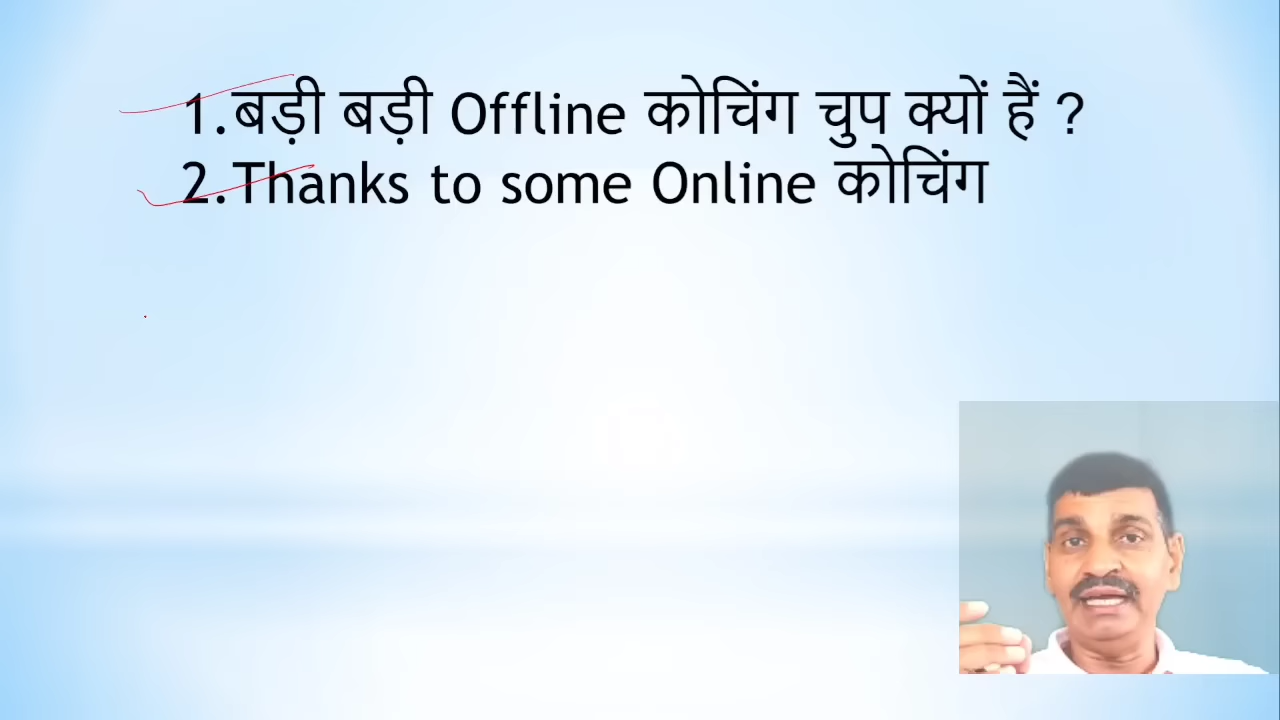 1.बड़ी बड़ी Offline कोचिंग चुप क्यों हैं ?
2.Thanks to some Online कोचिंग